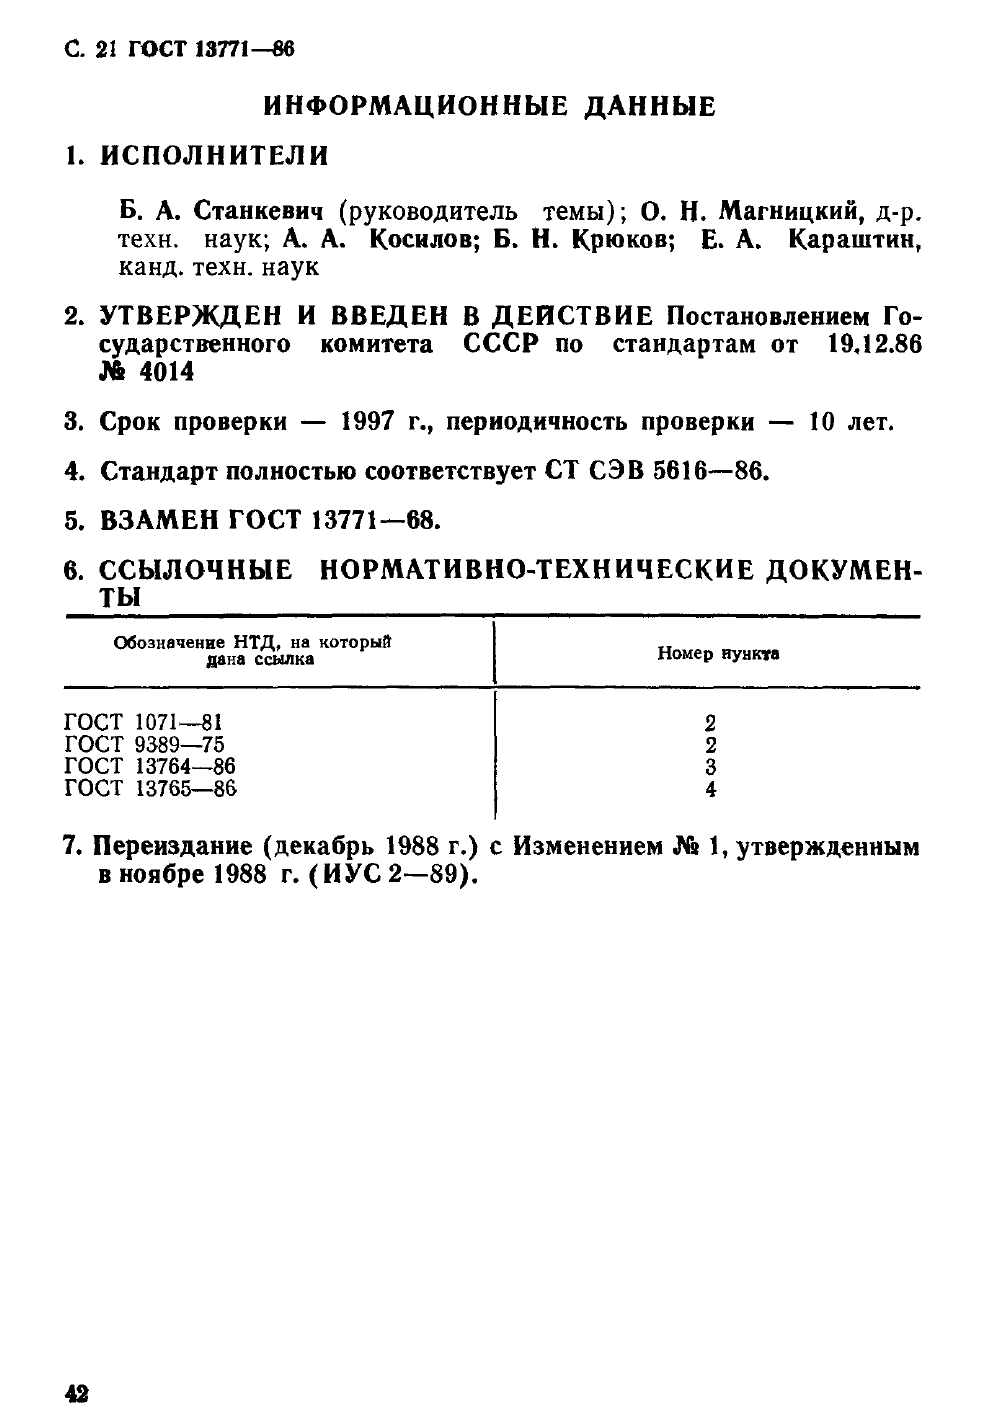 С. 21 ГОСТ 13771—86
ИНФОРМАЦИОННЫЕ ДАННЫЕ
1. ИСПОЛНИТЕЛИ
Б. А. Станкевич (руководитель темы); О. Н. Магницкий, д-р.
техн. наук; А. А. Косилов; Б. Н. Крюков; Е. А. Караштин,
канд. техн. наук
2. УТВЕРЖДЕН И ВВЕДЕН В ДЕЙСТВИЕ Постановлением Го-
сударственного комитета СССР по стандартам от 19.12.86
№ 4014
3. Срок проверки — 1997 г., периодичность проверки — 10 лет.
4. Стандарт полностью соответствует СТ СЭВ 5616—86.
5. ВЗАМЕН ГОСТ 13771—68.
6. ССЫЛОЧНЫЕ НОРМАТИВНО-ТЕХНИЧЕСКИЕ ДОКУМЕН-
ТЫ
Обозначение НТД, на который
дана ссылка
Номер пункта
ГОСТ 1071—81 2
ГОСТ 9389—75 2
ГОСТ 13764—86 3
ГОСТ 13765—86 4
7. Переиздание (декабрь 1988 г.) с Изменением № 1, утвержденным
в ноябре 1988 г. (ИУС 2—89).
42